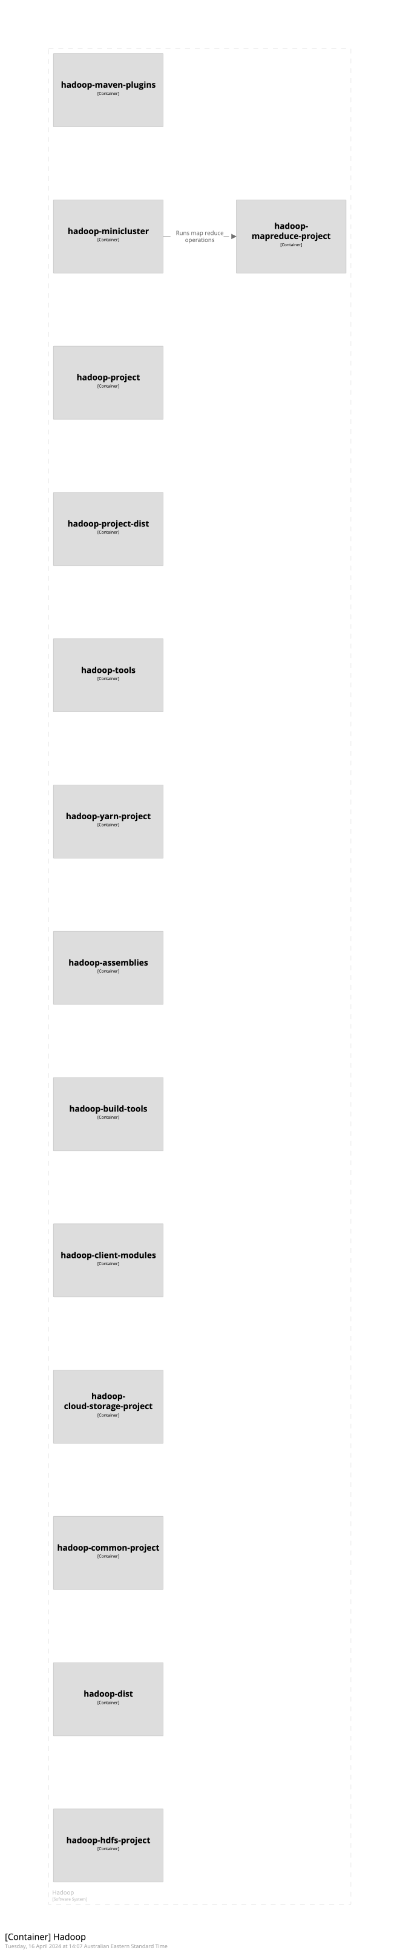 hadoop-maven-plugins
[Container]
hadoop-minicluster
[Container]
Runs map reduce
operations
hadoop-
mapreduce-project
[Container]
hadoop-project
[Container]
hadoop-project-dist
[Container]
hadoop-tools
[Container]
hadoop-yarn-project
[Container]
hadoop-assemblies
[Container]
hadoop-build-tools
[Container]
hadoop-client-modules
[Container]
hadoop-
cloud-storage-project
[Container]
hadoop-common-project
[Container]
hadoop-dist
[Container]
hadoop-hdfs-project
[Container]
Hadoop
[Software System]
[Container] Hadoop
Tuesday, 16 April 2024 at Australian Eastern Standard Time